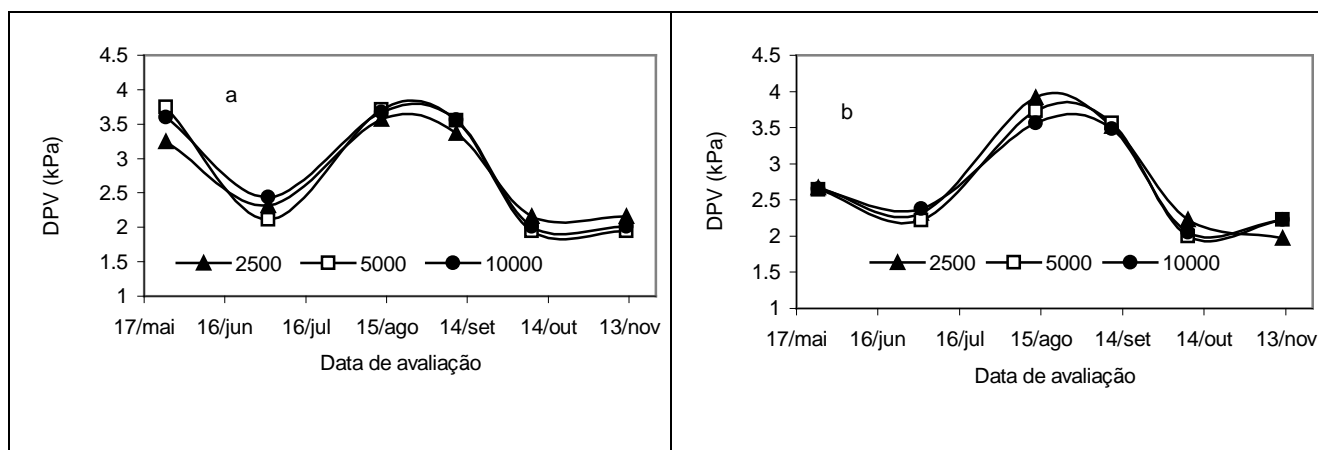 a
DPV (kPa)
4.5
4
3.5
3
2.5
2
1.5
1
2500 5000 10000
17/mai 16/jun 16/jul 15/ago 14/set 14/out 13/nov
Data de avaliação
b
DPV (kPa)
4.5
4
3.5
3
2.5
2
1.5
1
2500 5000 10000
17/mai 16/jun 16/jul 15/ago 14/set 14/out 13/nov
Data de avaliação